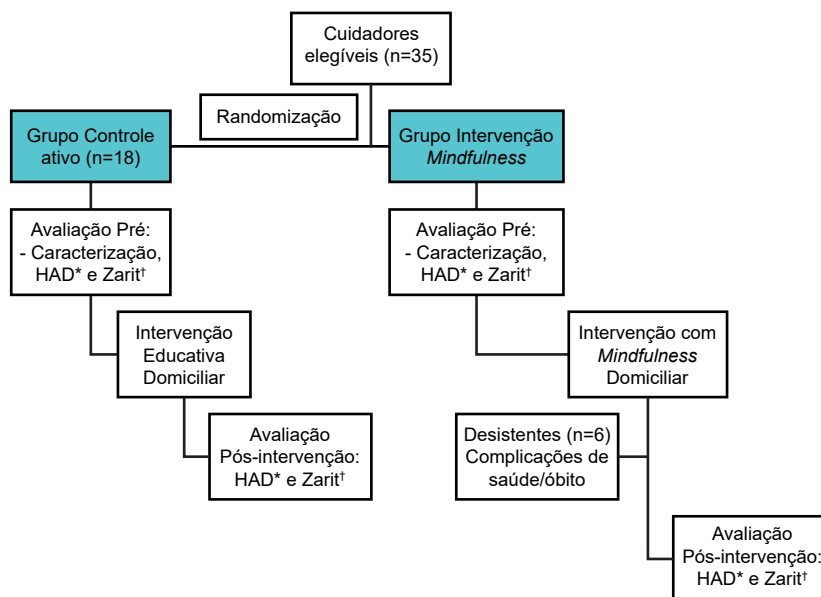 Cuidadores
elegíveis (n=35)
Randomização
Grupo Controle
ativo (n=18)
Grupo Intervenção
Mindfulness
Avaliação Pré:
- Caracterização,
HAD* e Zarit†
Avaliação Pré:
- Caracterização,
HAD* e Zarit†
Intervenção
Educativa
Domiciliar
Intervenção com
Mindfulness
Domiciliar
Avaliação
Pós-intervenção:
HAD* e Zarit†
Desistentes (n=6)
Complicações de
saúde/óbito
Avaliação
Pós-intervenção:
HAD* e Zarit†